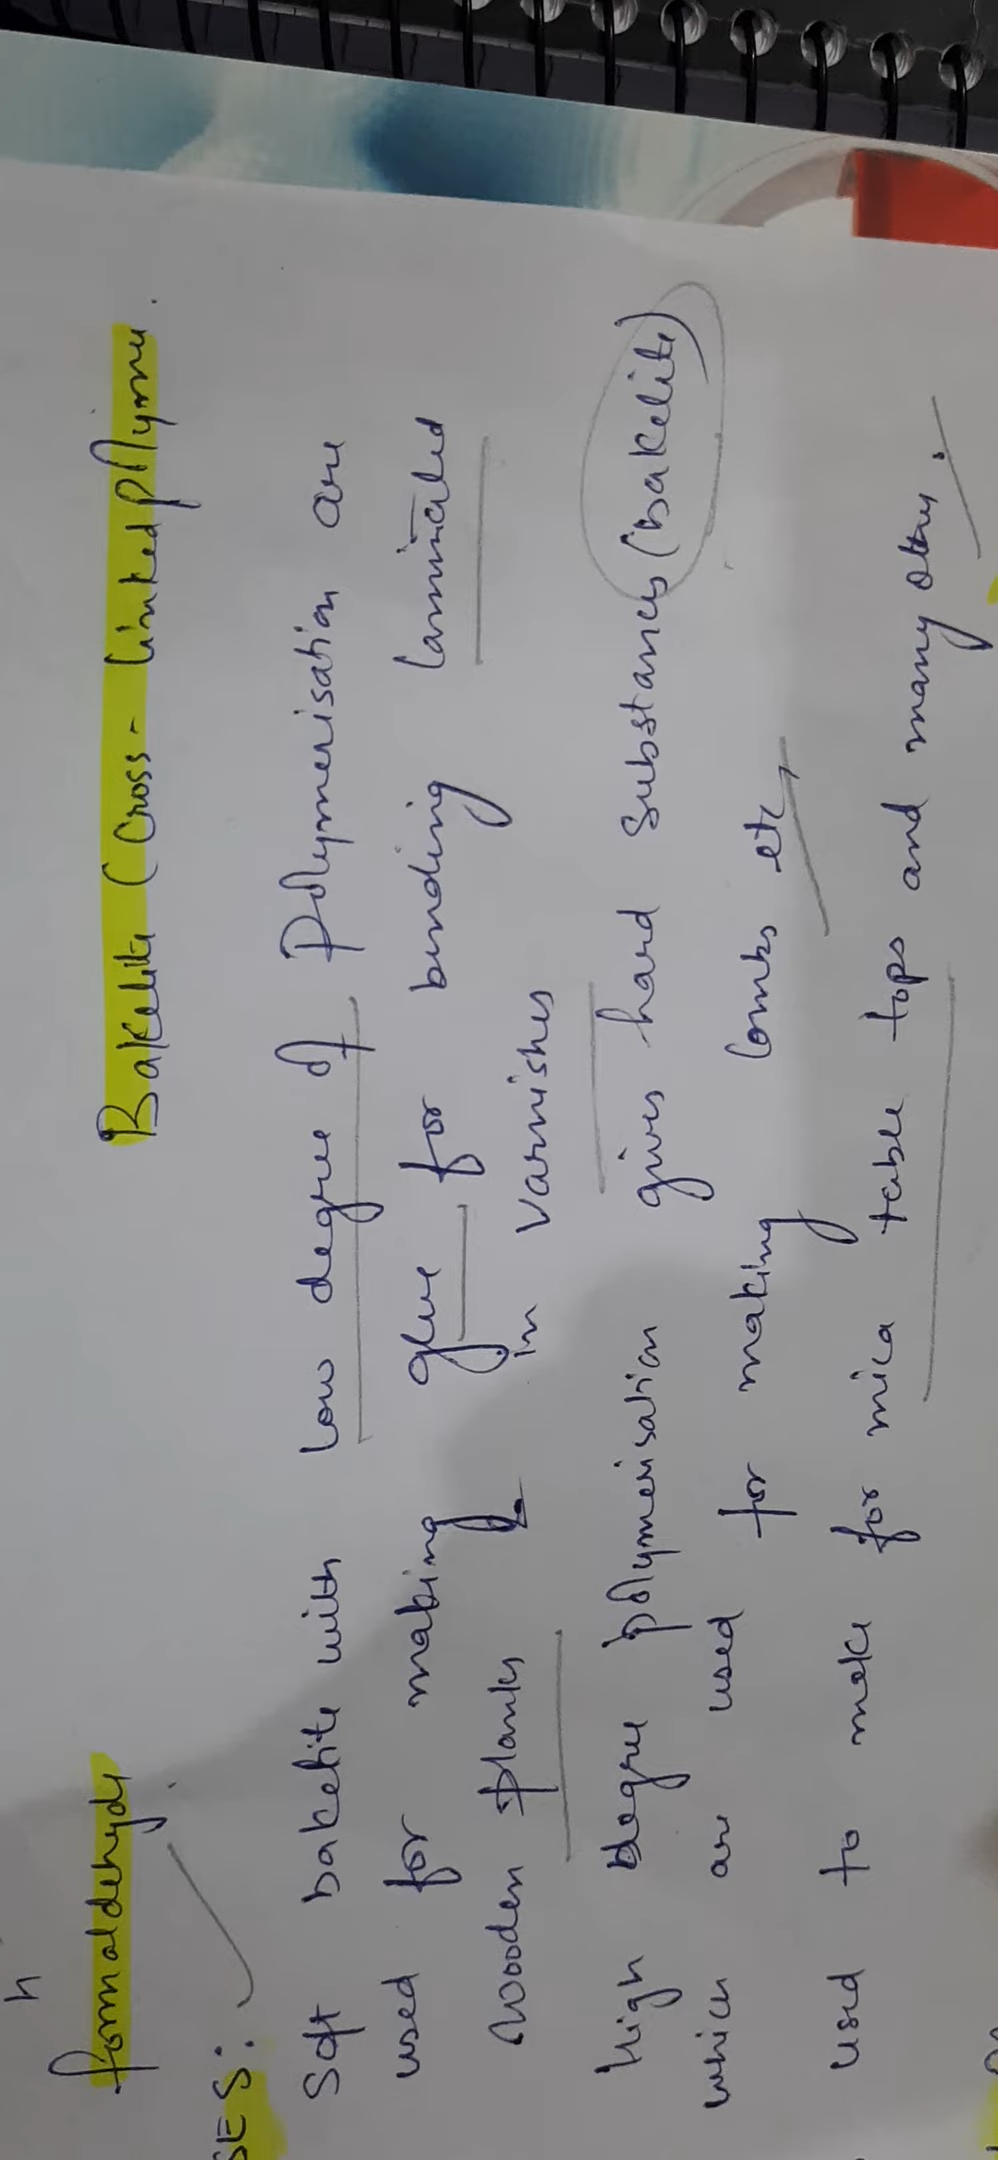 n
formaldehyde Bakelite (Cross-linked polymer.
SES:
Soft bakelite with low degree of Polymerisation are
used for making glue for binding laminated
wooden planks & in varnishes
High degree polymerisation gives hard substances (bakelite)
which are used for making combs etc,
used to make for mica table tops and many others.